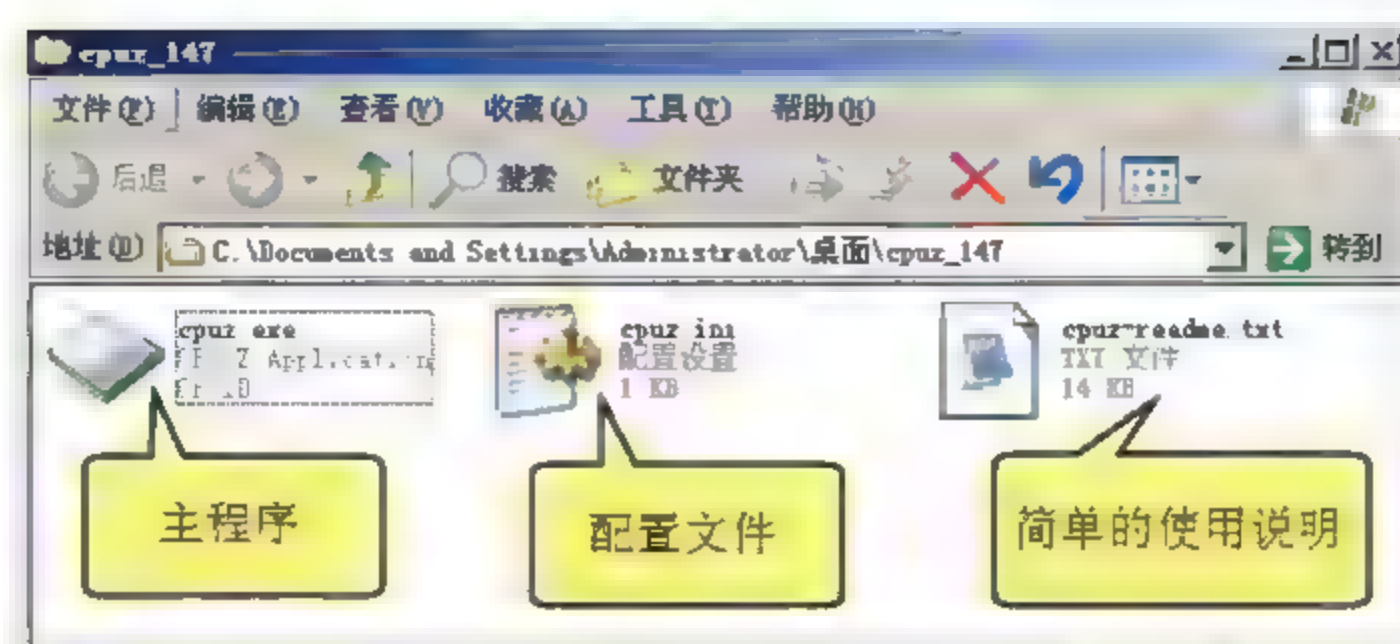 cpuz_147
文件(F) 编辑(E) 查看(V) 收藏(A) 工具(T) 帮助(H)
后退 搜索 文件夹
地址(D) C:\Documents and Settings\Administrator\桌面\cpuz_147 转到
cpuz.exe cpuz.ini cpuz-readme.txt
Application 配置设置 TXT 文件
1 KB 14 KB
主程序 配置文件 简单的使用说明